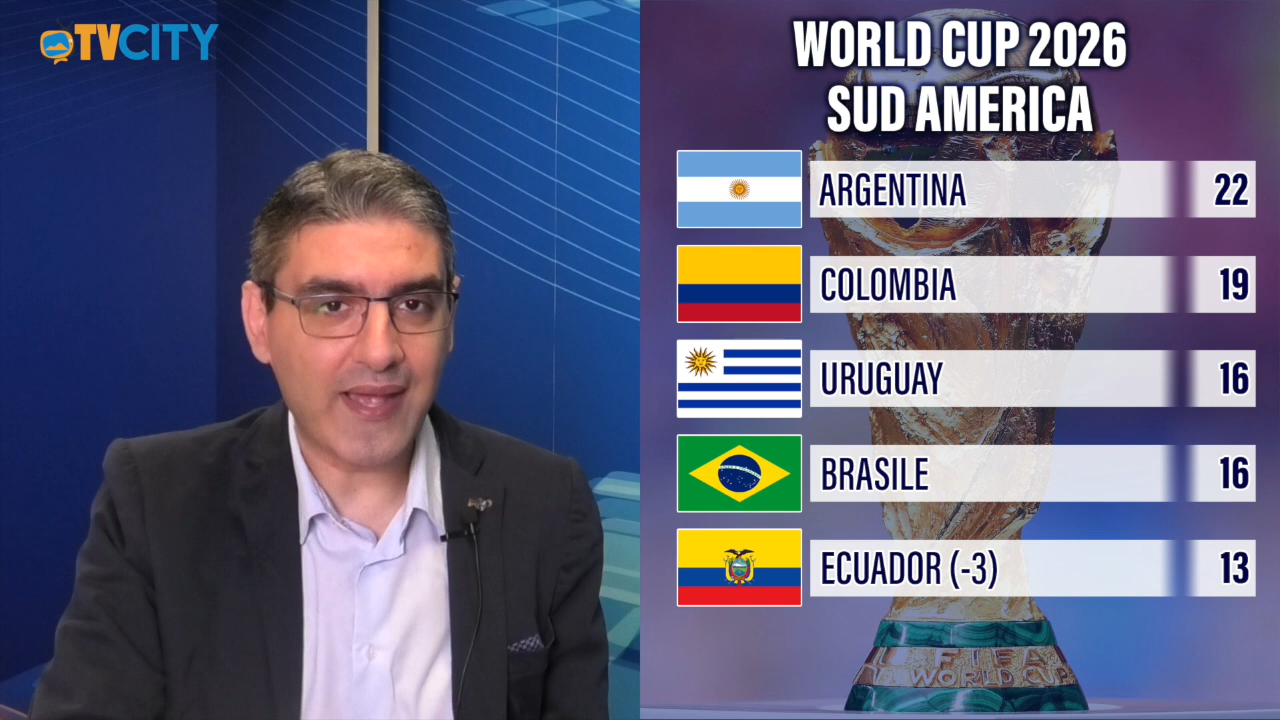 TVCITY
WORLD CUP 2026
SUD AMERICA
ARGENTINA 22
COLOMBIA 19
URUGUAY 16
BRASILE 16
ECUADOR (-3) 13
FIFA
WORLD CUP